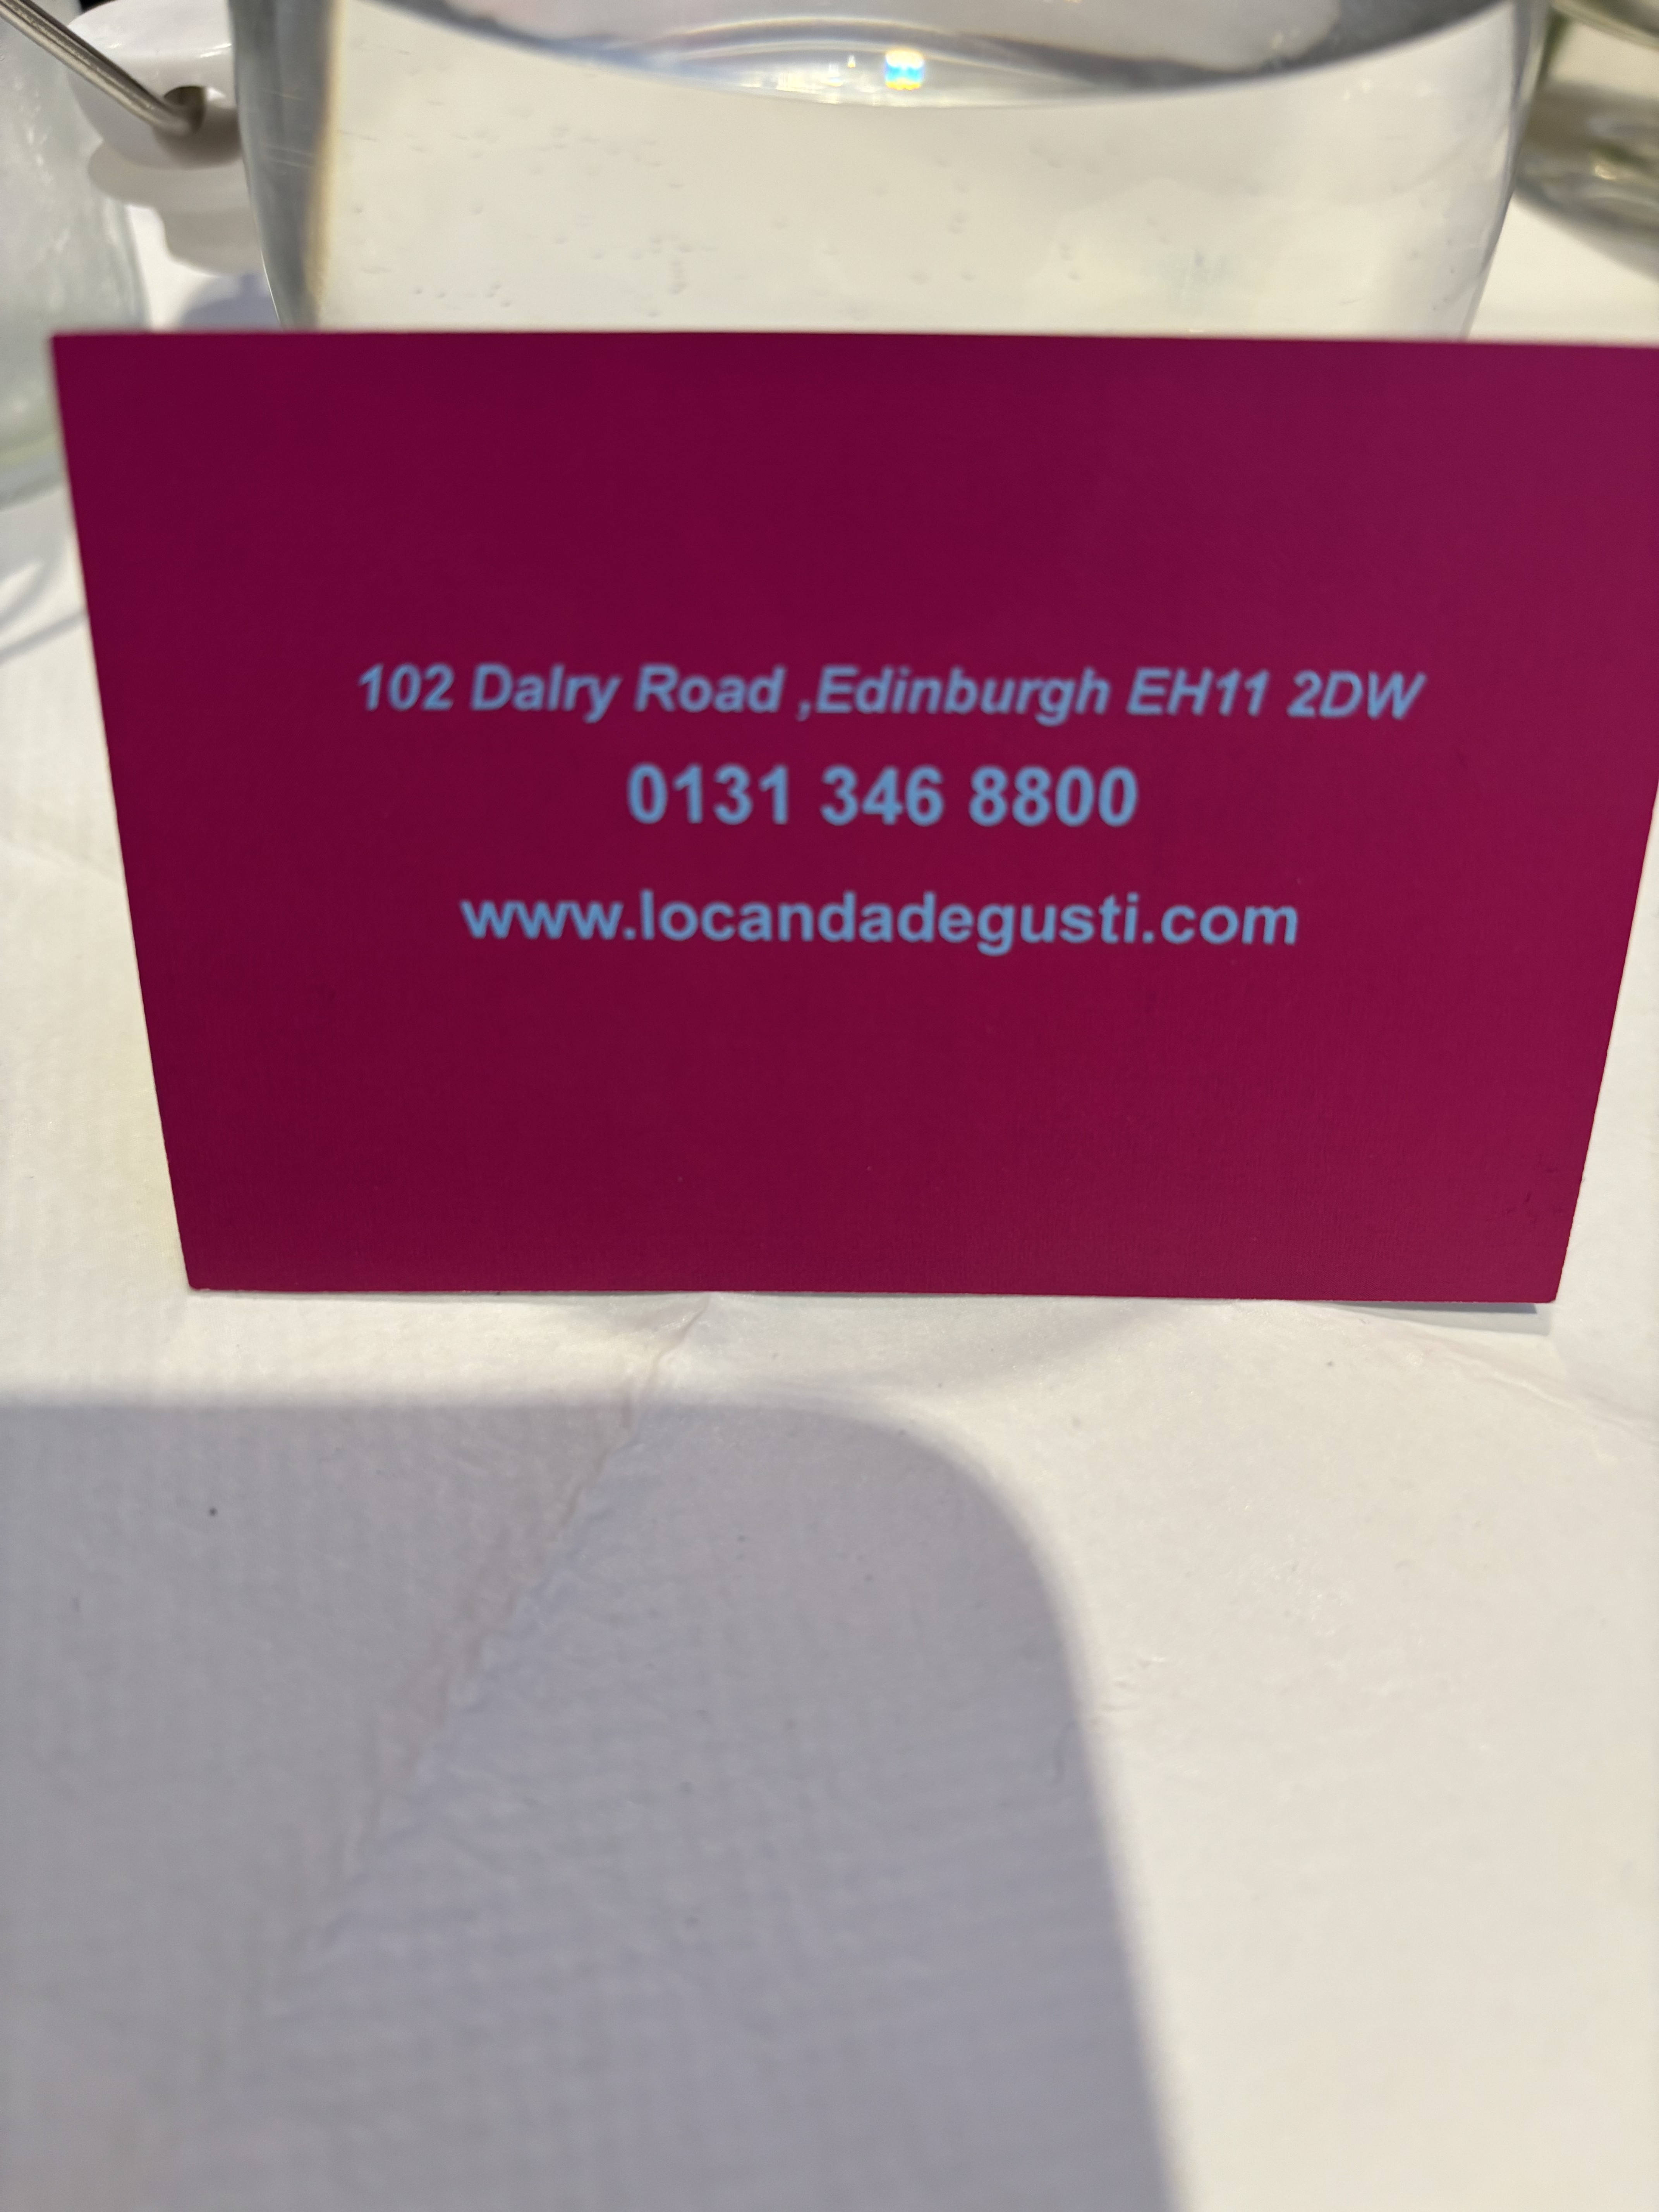 102 Dalry Road ,Edinburgh EH11 2DW
0131 346 8800
www.locandadegusti.com